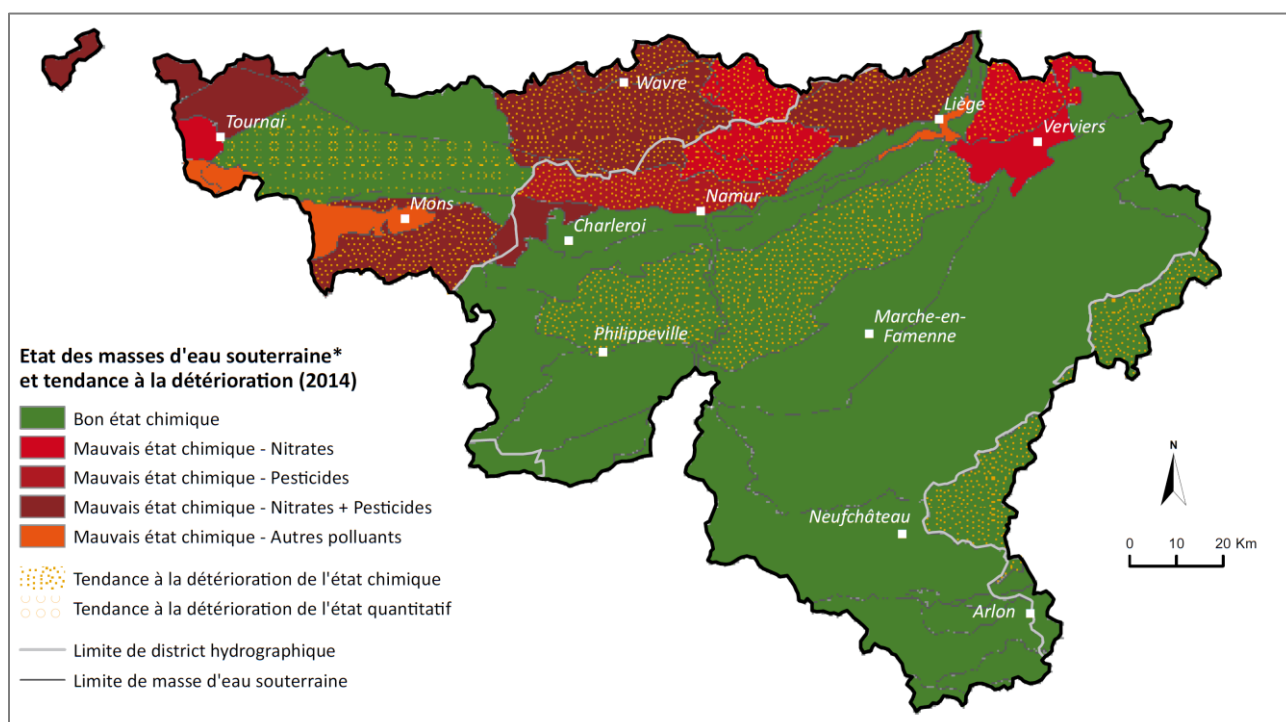 Wavre
Liège
Tournai
Verviers
Namur
Mons
Charleroi
Marche-en-
Famenne
Philippeville
Etat des masses d'eau souterraine*
et tendance à la détérioration (2014)
Bon état chimique
Mauvais état chimique - Nitrates
Mauvais état chimique - Pesticides
Mauvais état chimique - Nitrates + Pesticides
Mauvais état chimique - Autres polluants
Tendance à la détérioration de l'état chimique
Tendance à la détérioration de l'état quantitatif
Limite de district hydrographique
Limite de masse d'eau souterraine
N
Neufchâteau
0 10 20 Km
Arlon